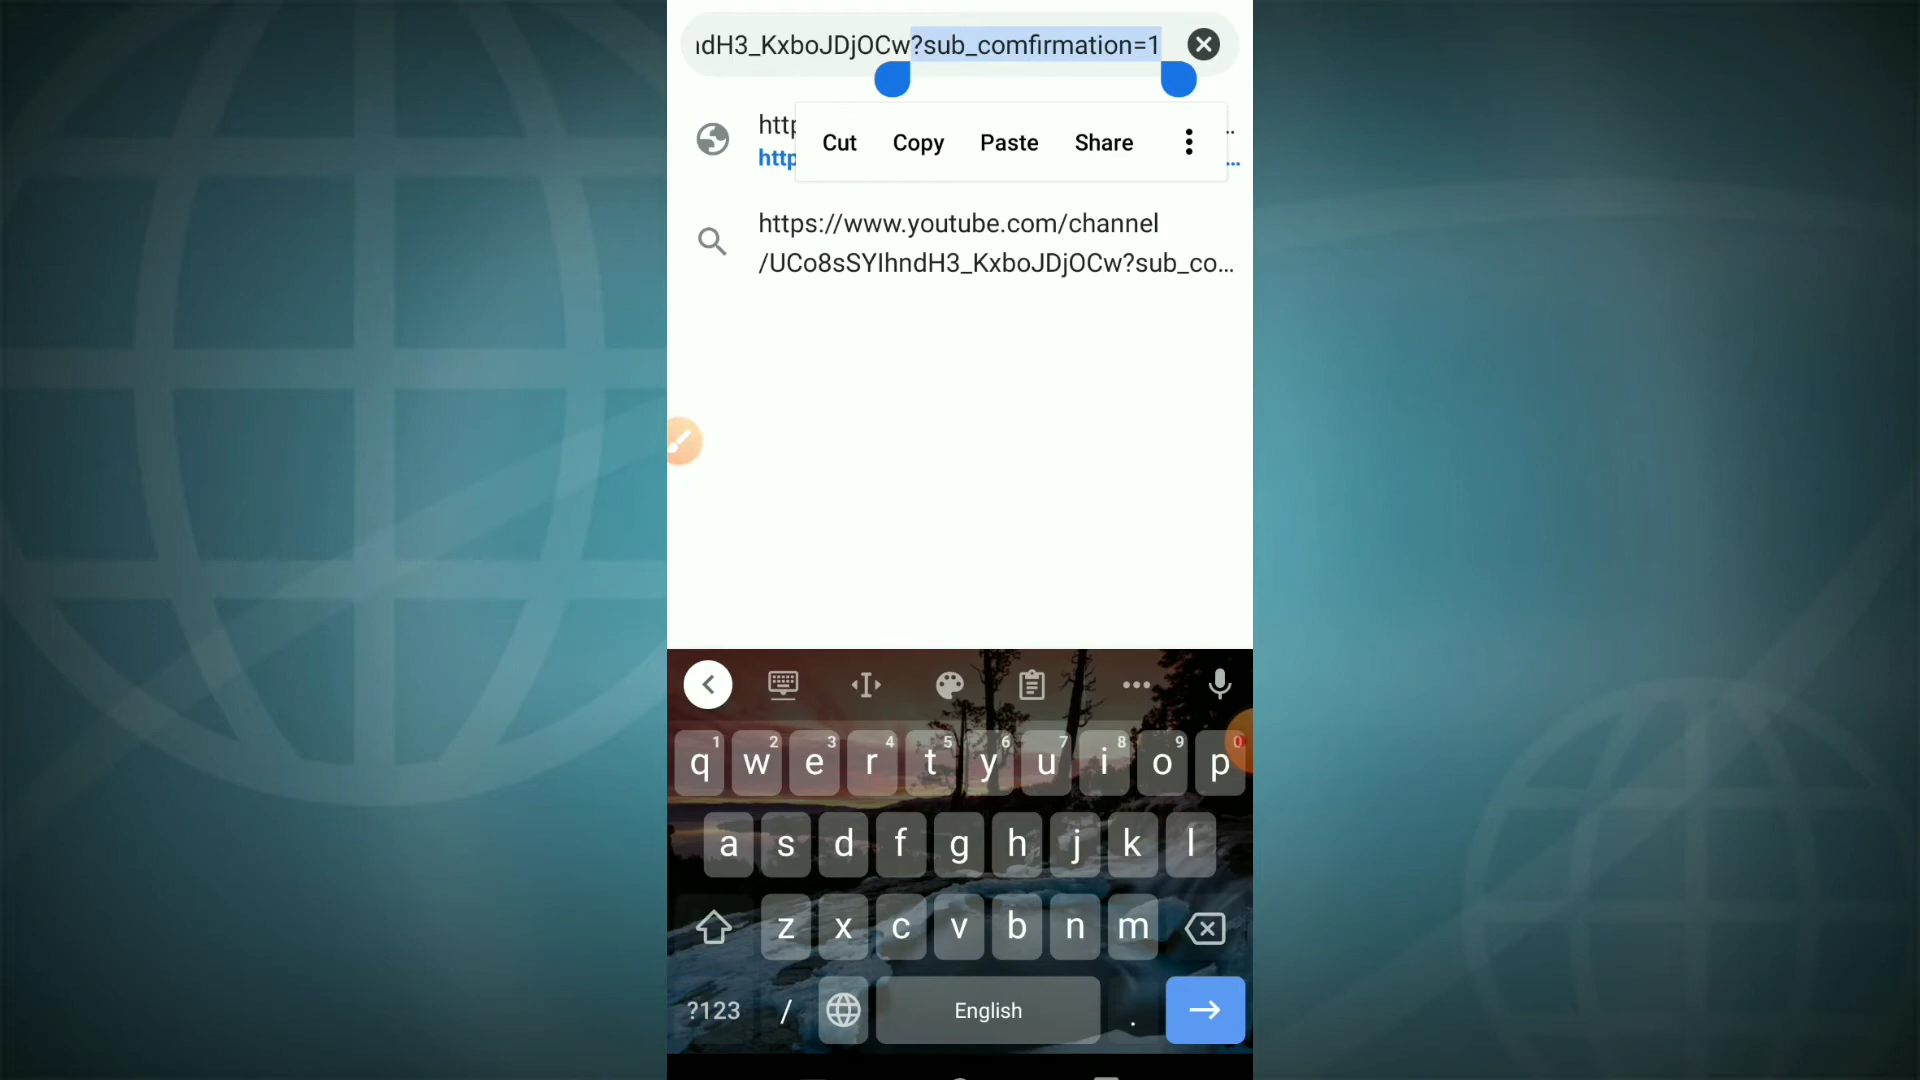 ndH3_KxboJDjOCw?sub_comfirmation=1
http
http
Cut Copy Paste Share
https://www.youtube.com/channel
/UCo8sSYIhndH3_KxboJDjOCw?sub_co...
1 2 3 4 5 6 7 8 9 0
q w e r t y u i o p
a s d f g h j k l
z x c v b n m
?123 / English .